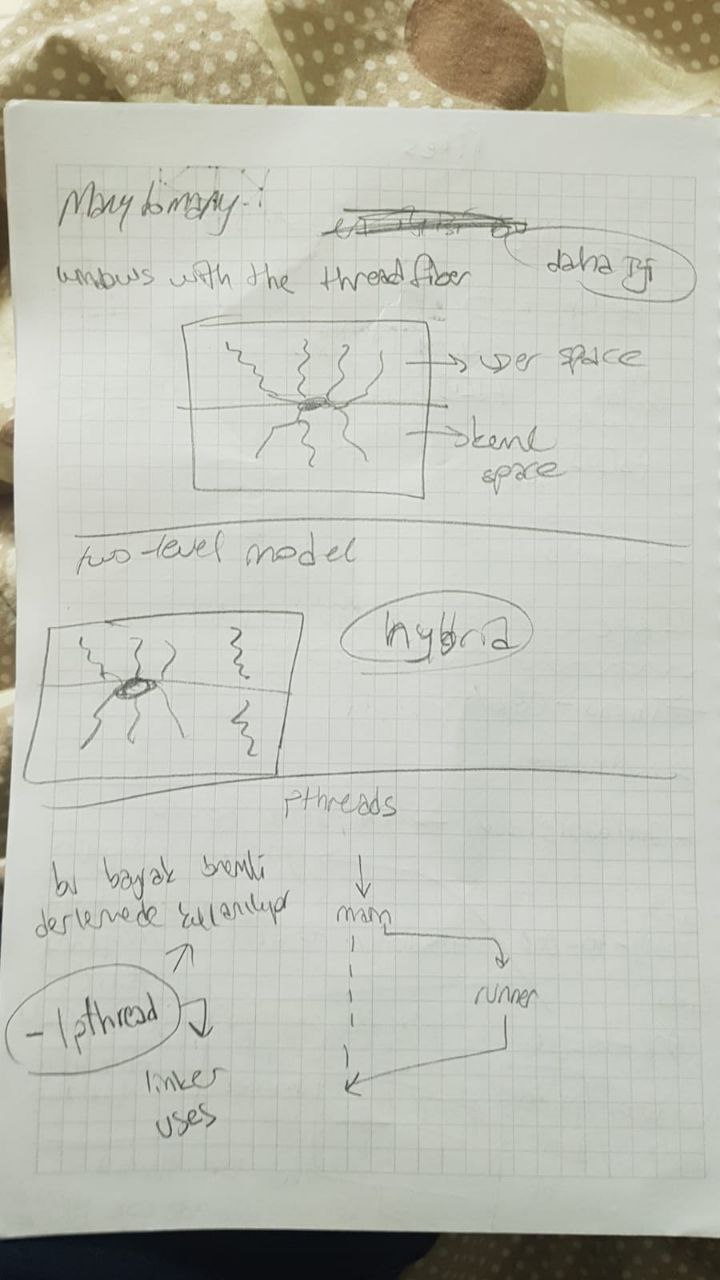 Many to many :
windows with the thread fiber
daha iyi
user space
kernel
space
two-level model
hybrid
pthreads
bu bayak önemli
derlemede kullanılıyor
main
runner
-lpthread
linker
uses